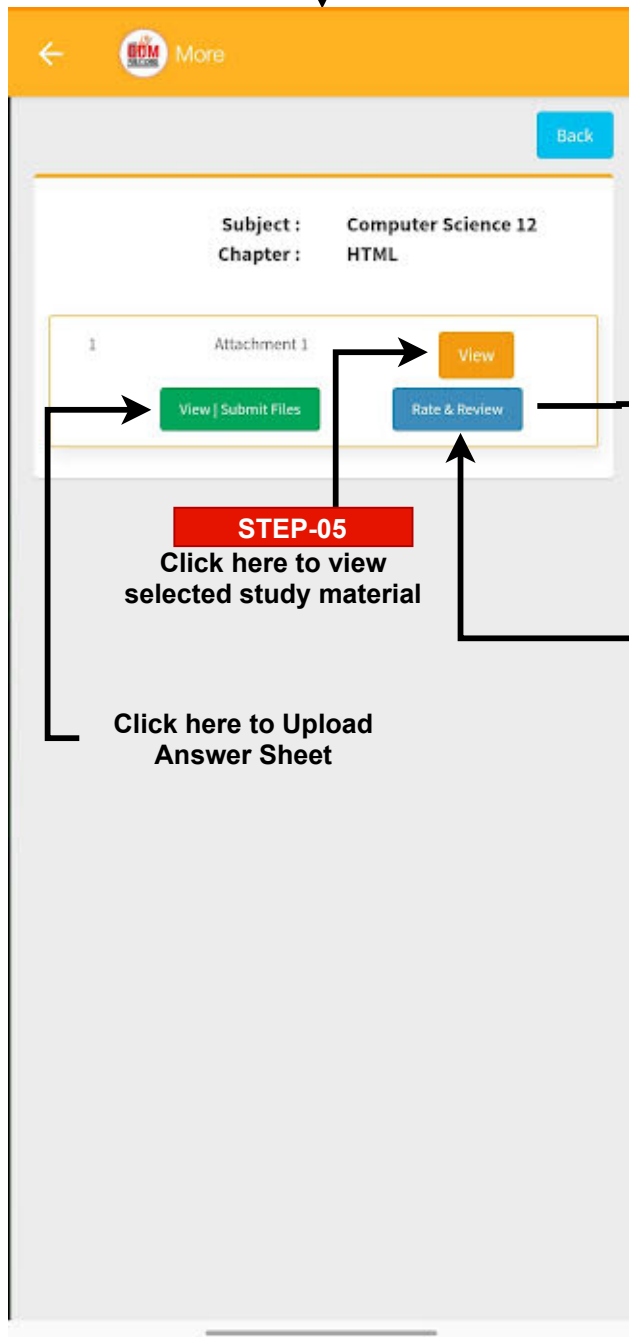 More
Back
Subject : Computer Science 12
Chapter : HTML
1 Attachment 1 View
View | Submit Files Rate & Review
STEP-05
Click here to view
selected study material
Click here to Upload
Answer Sheet